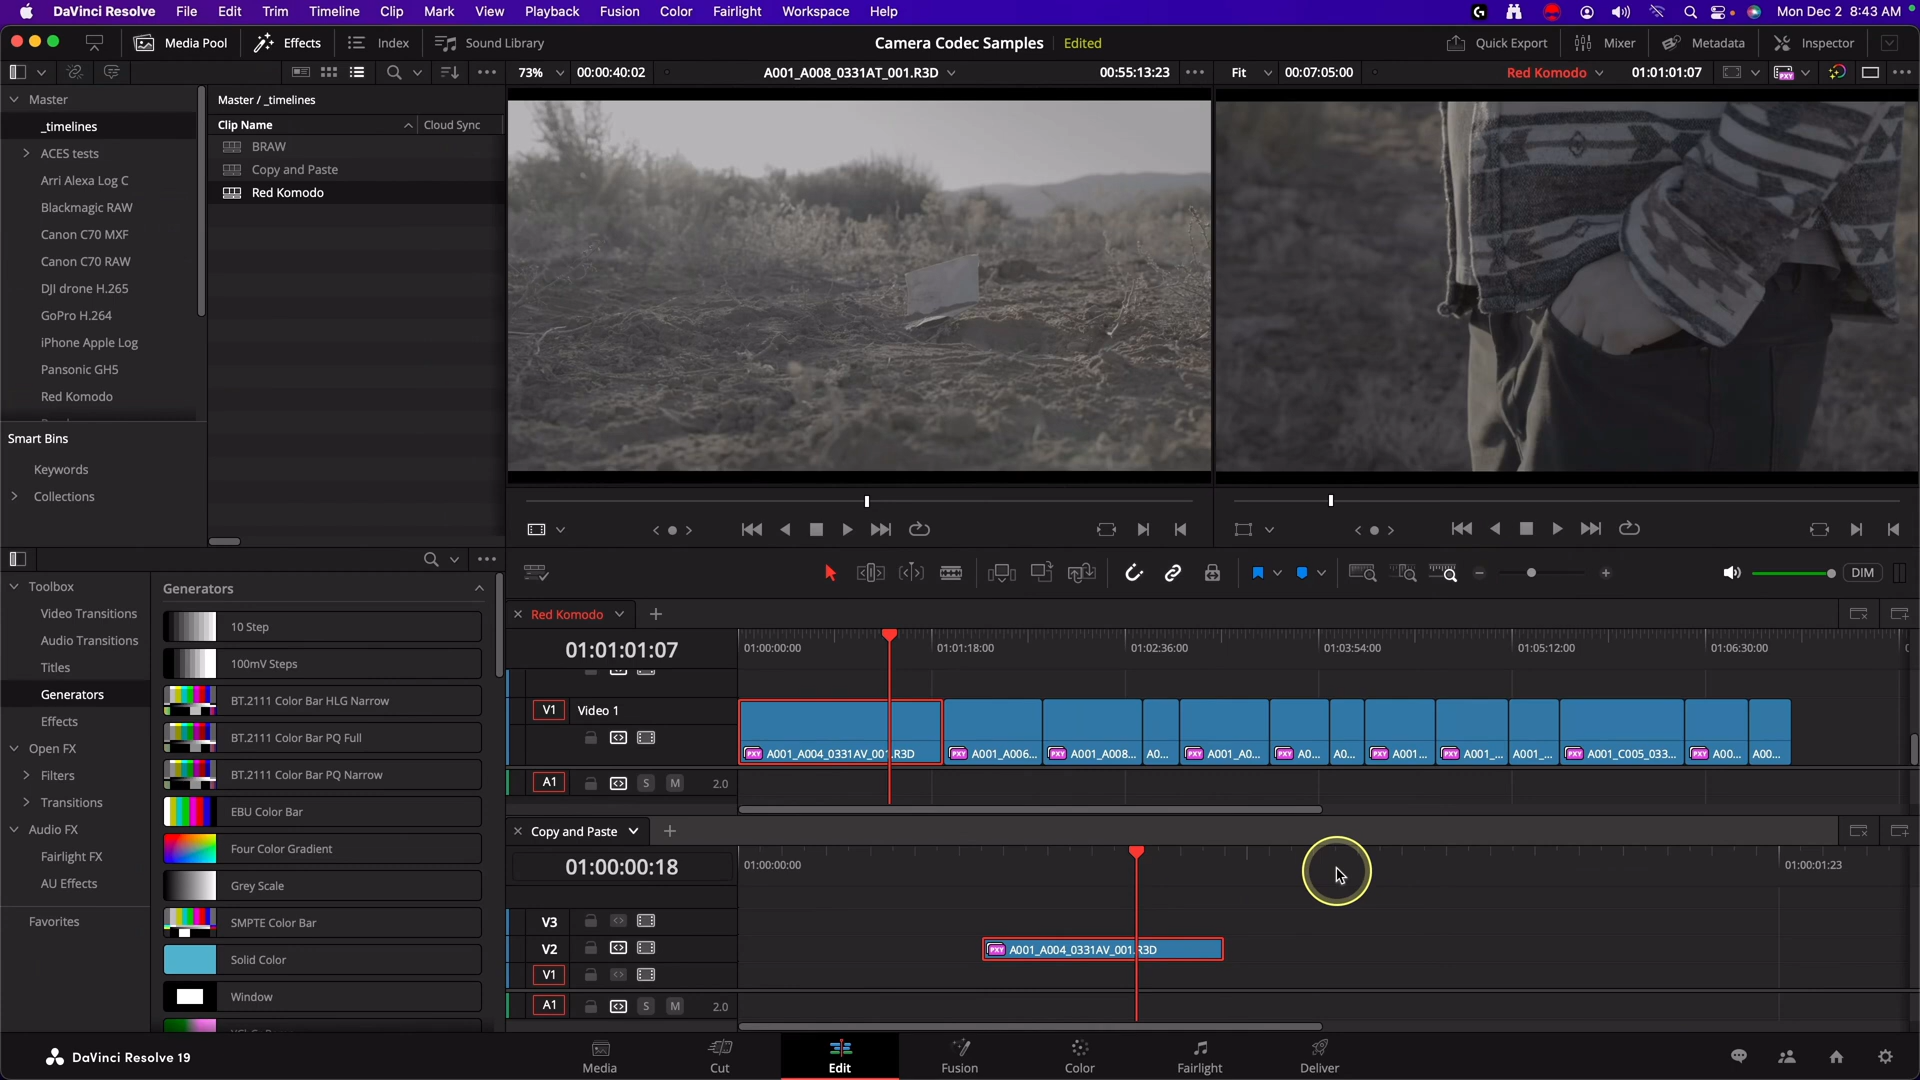 DaVinci Resolve File Edit Trim Timeline Clip Mark View Playback Fusion Color Fairlight Workspace Help Mon Dec 2 8:43 AM
Media Pool Effects Index Sound Library Camera Codec Samples Edited Quick Export Mixer Metadata Inspector
73% 00:00:40:02 A001_A008_0331AT_001.R3D 00:55:13:23 Fit 00:07:05:00 Red Komodo 01:01:01:07
Master
_timelines
ACES tests
Arri Alexa Log C
Blackmagic RAW
Canon C70 MXF
Canon C70 RAW
DJI drone H.265
GoPro H.264
iPhone Apple Log
Pansonic GH5
Red Komodo
Smart Bins
Keywords
Collections
Master / _timelines
Clip Name Cloud Sync
BRAW
Copy and Paste
Red Komodo
Toolbox
Video Transitions
Audio Transitions
Titles
Generators
Effects
Open FX
Filters
Transitions
Audio FX
Fairlight FX
AU Effects
Favorites
Generators
10 Step
100mV Steps
BT.2111 Color Bar HLG Narrow
BT.2111 Color Bar PQ Full
BT.2111 Color Bar PQ Narrow
EBU Color Bar
Four Color Gradient
Grey Scale
SMPTE Color Bar
Solid Color
Window
DIM
Red Komodo
01:01:01:07 01:00:00:00 01:01:18:00 01:02:36:00 01:03:54:00 01:05:12:00 01:06:30:00
V1 Video 1
PXY A001_A004_0331AV_001.R3D PXY A001_A006... PXY A001_A008... A0... PXY A001_A0... PXY A0... A0... PXY A001... PXY A001_... A001_... PXY A001_C005_033... PXY A00... A00...
A1 S M 2.0
Copy and Paste
01:00:00:18 01:00:00:00 01:00:01:23
V3
V2 PXY A001_A004_0331AV_001.R3D
V1
A1 S M 2.0
DaVinci Resolve 19 Media Cut Edit Fusion Color Fairlight Deliver